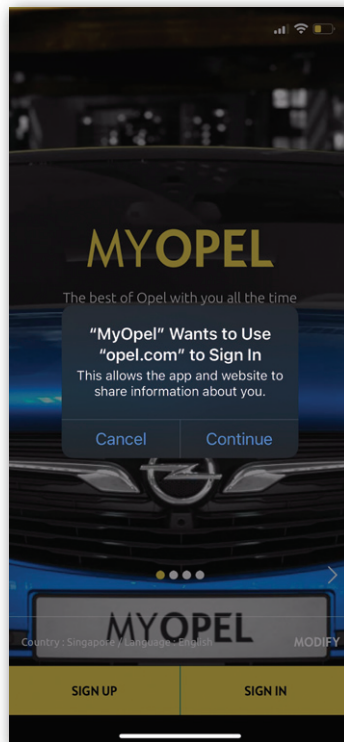 MYOPEL
The best of Opel with you all the time
“MyOpel” Wants to Use
“opel.com” to Sign In
This allows the app and website to
share information about you.
Cancel Continue
MYOPEL
Country : Singapore / Language : English MODIFY
SIGN UP SIGN IN